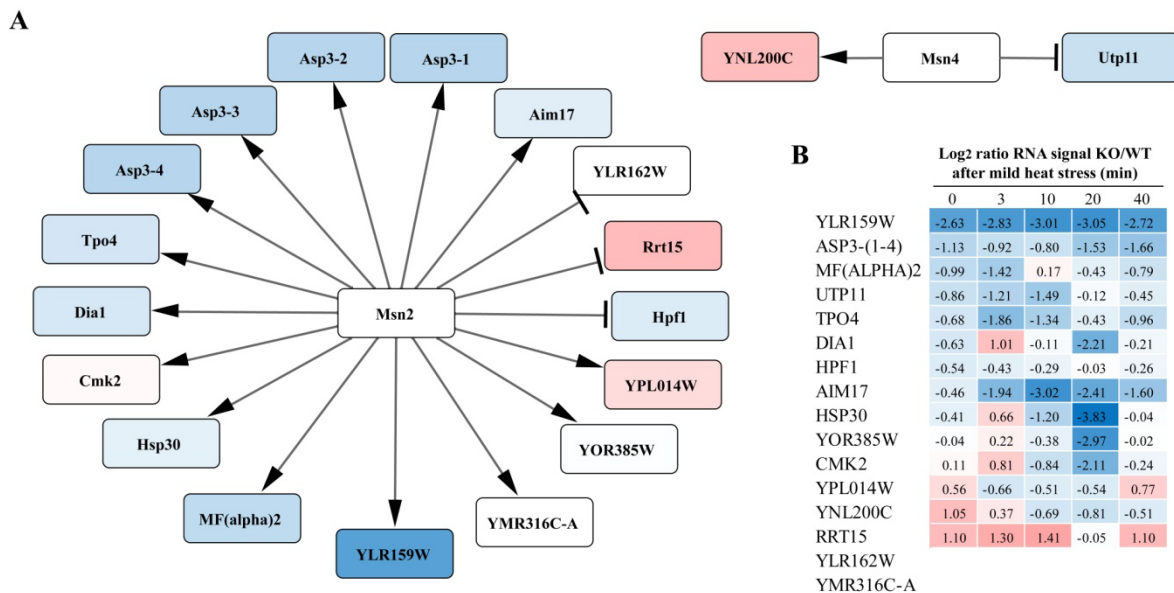 A
Asp3-2
Asp3-1
Asp3-3
Aim17
Asp3-4
YLR162W
Tpo4
Rrt15
Dia1
Msn2
Hpf1
Cmk2
YPL014W
Hsp30
YOR385W
MF(alpha)2
YMR316C-A
YLR159W
YNL200C
Msn4
Utp11
B
Log2 ratio RNA signal KO/WT
after mild heat stress (min)
0 3 10 20 40
YLR159W -2.63 -2.83 -3.01 -3.05 -2.72
ASP3-(1-4) -1.13 -0.92 -0.80 -1.53 -1.66
MF(ALPHA)2 -0.99 -1.42 0.17 -0.43 -0.79
UTP11 -0.86 -1.21 -1.49 -0.12 -0.45
TPO4 -0.68 -1.86 -1.34 -0.43 -0.96
DIA1 -0.63 1.01 -0.11 -2.21 -0.21
HPF1 -0.54 -0.43 -0.29 -0.03 -0.26
AIM17 -0.46 -1.94 -3.02 -2.41 -1.60
HSP30 -0.41 0.66 -1.20 -3.83 -0.04
YOR385W -0.04 0.22 -0.38 -2.97 -0.02
CMK2 0.11 0.81 -0.84 -2.11 -0.24
YPL014W 0.56 -0.66 -0.51 -0.54 0.77
YNL200C 1.05 0.37 -0.69 -0.81 -0.51
RRT15 1.10 1.30 1.41 -0.05 1.10
YLR162W
YMR316C-A